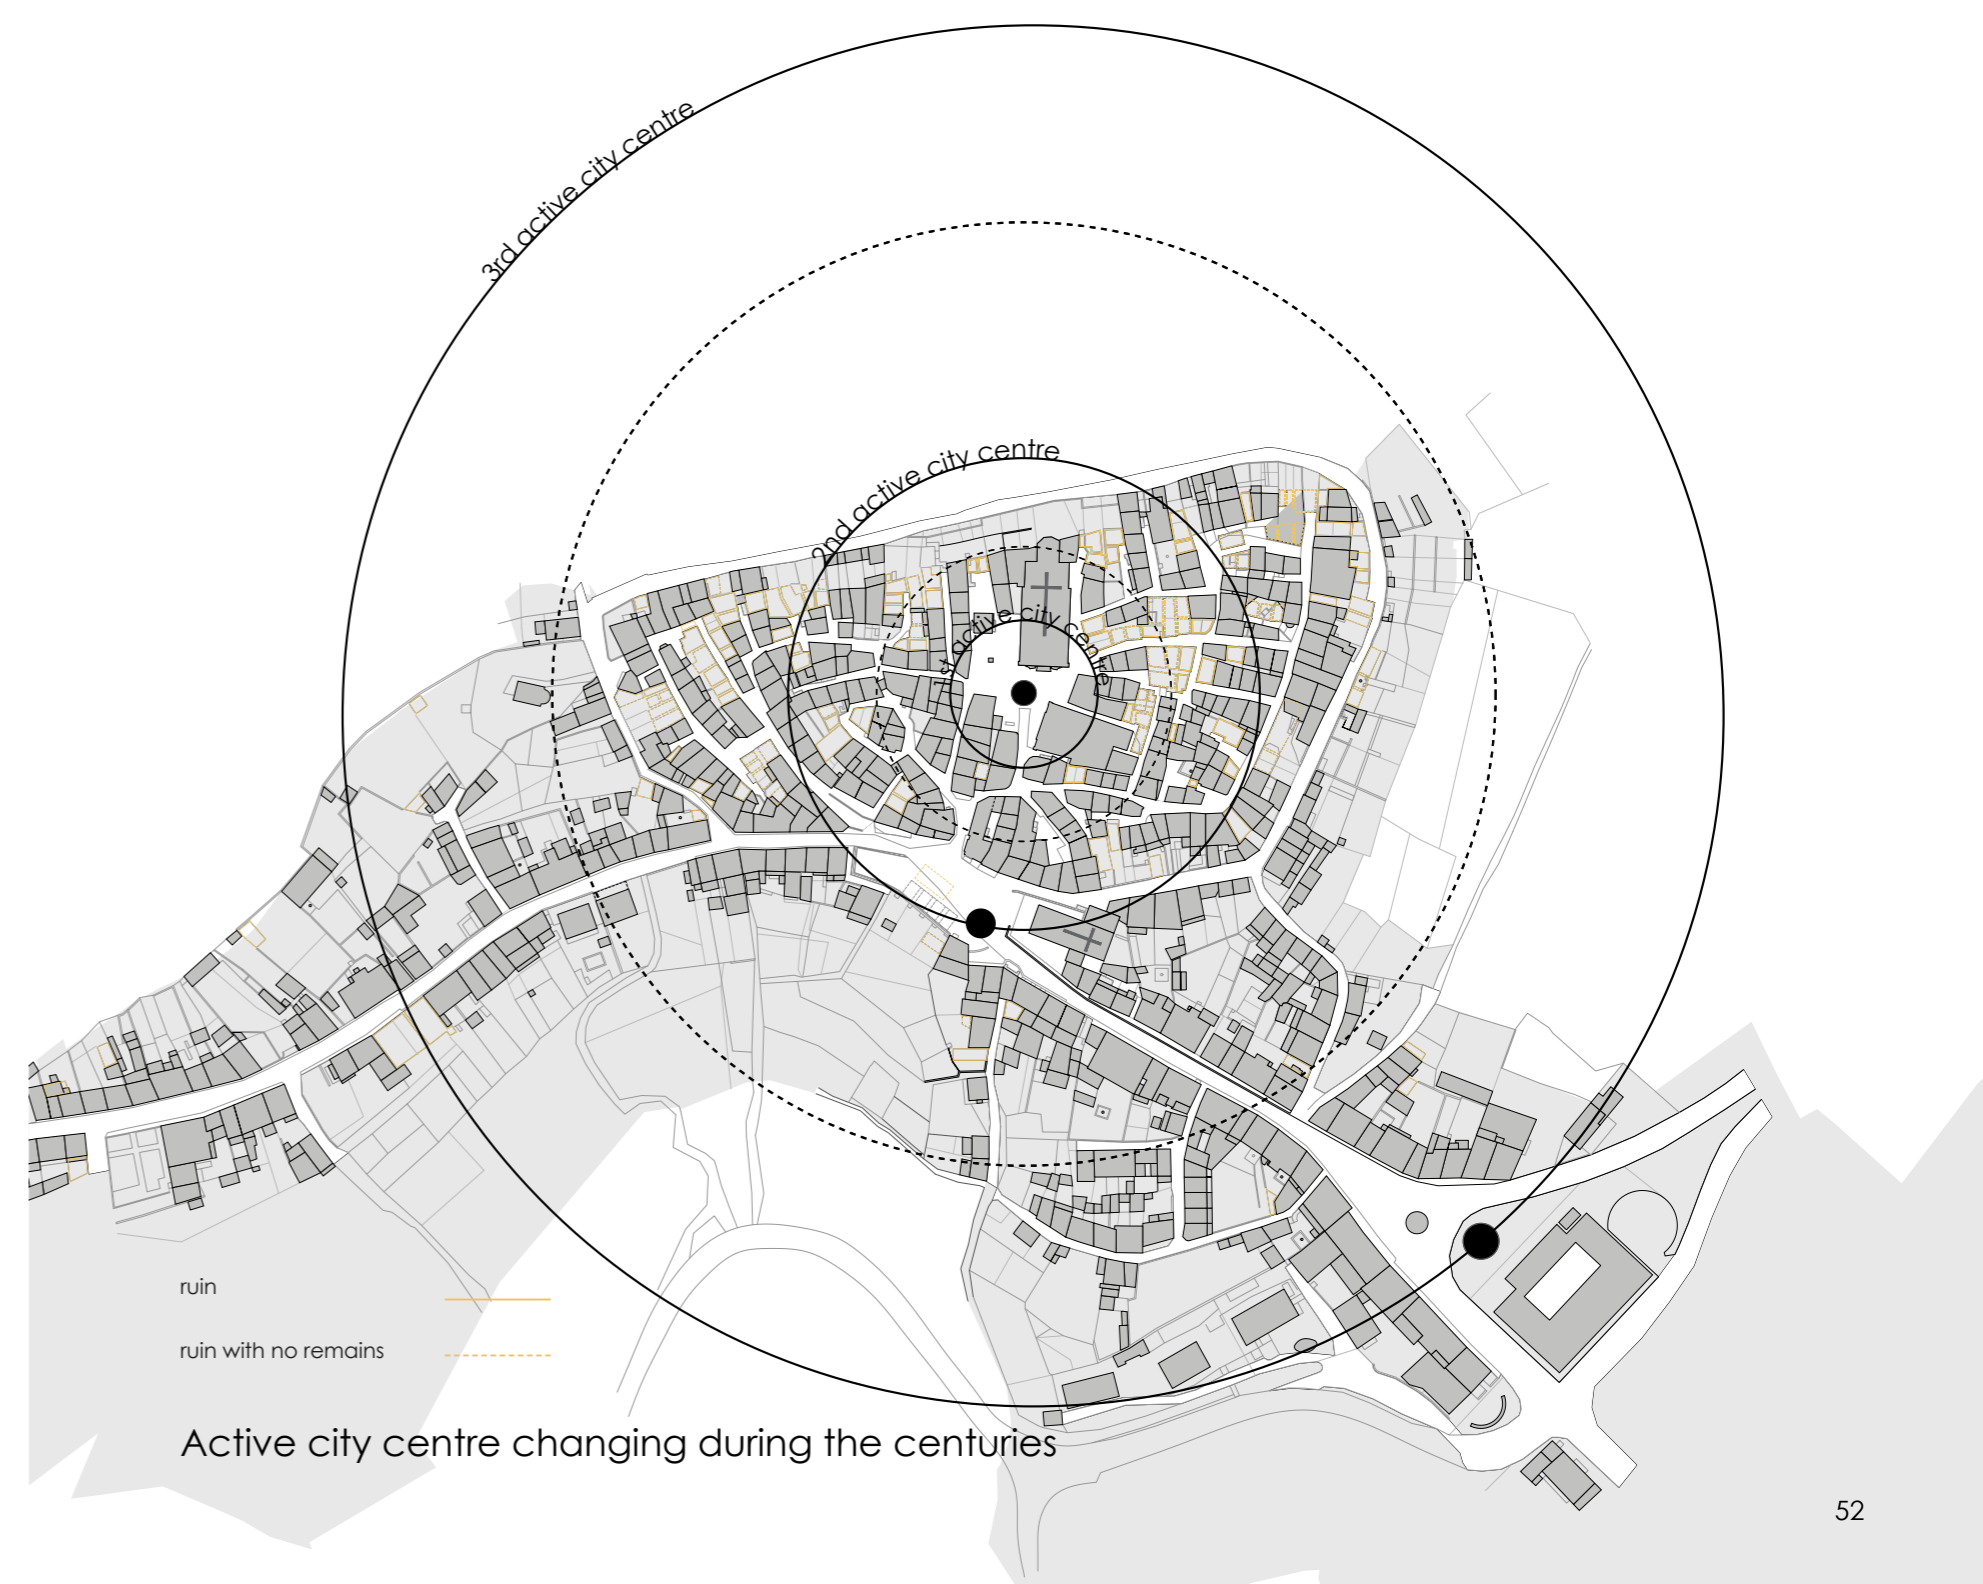 3rd active city centre
2nd active city centre
1st active city centre
ruin
ruin with no remains
Active city centre changing during the centuries
52